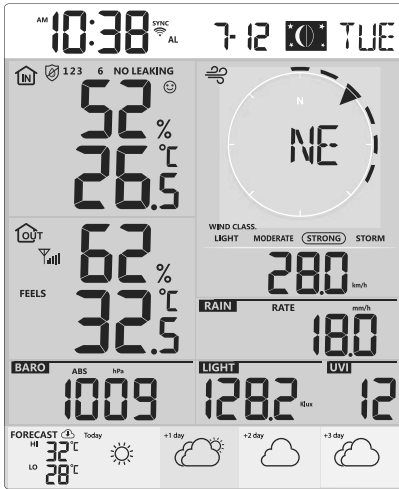 AM 10:38 SYNC AL 7-12 TUE
IN 123 6 NO LEAKING
52 %
26.5 °C
N
NE
WIND CLASS.
LIGHT MODERATE STRONG STORM
28.0 km/h
OUT 62 %
FEELS 32.5 °C
RAIN RATE mm/h
18.0
BARO ABS hPa
1009
LIGHT
128.2 Klux
UVI
12
FORECAST Today +1 day +2 day +3 day
HI 32°C
LO 28°C